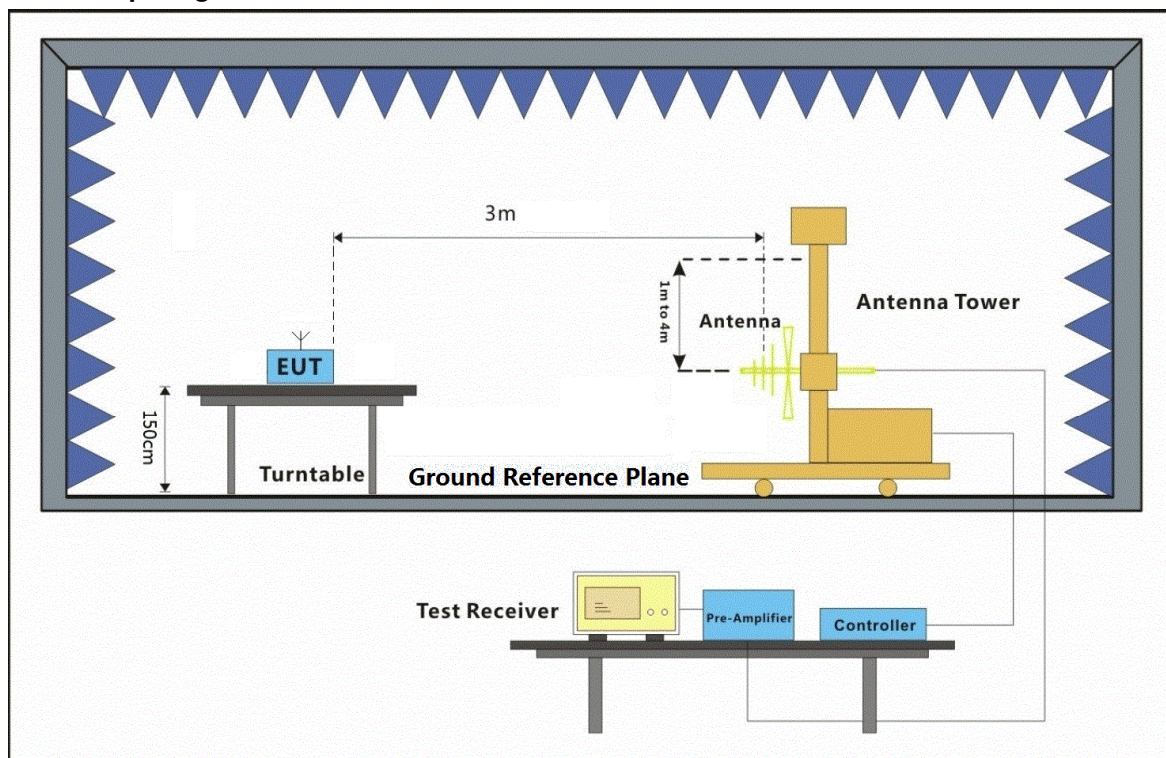 3m
1m to 4m
Antenna
Antenna Tower
EUT
150cm
Turntable
Ground Reference Plane
Test Receiver
Pre-Amplifier
Controller